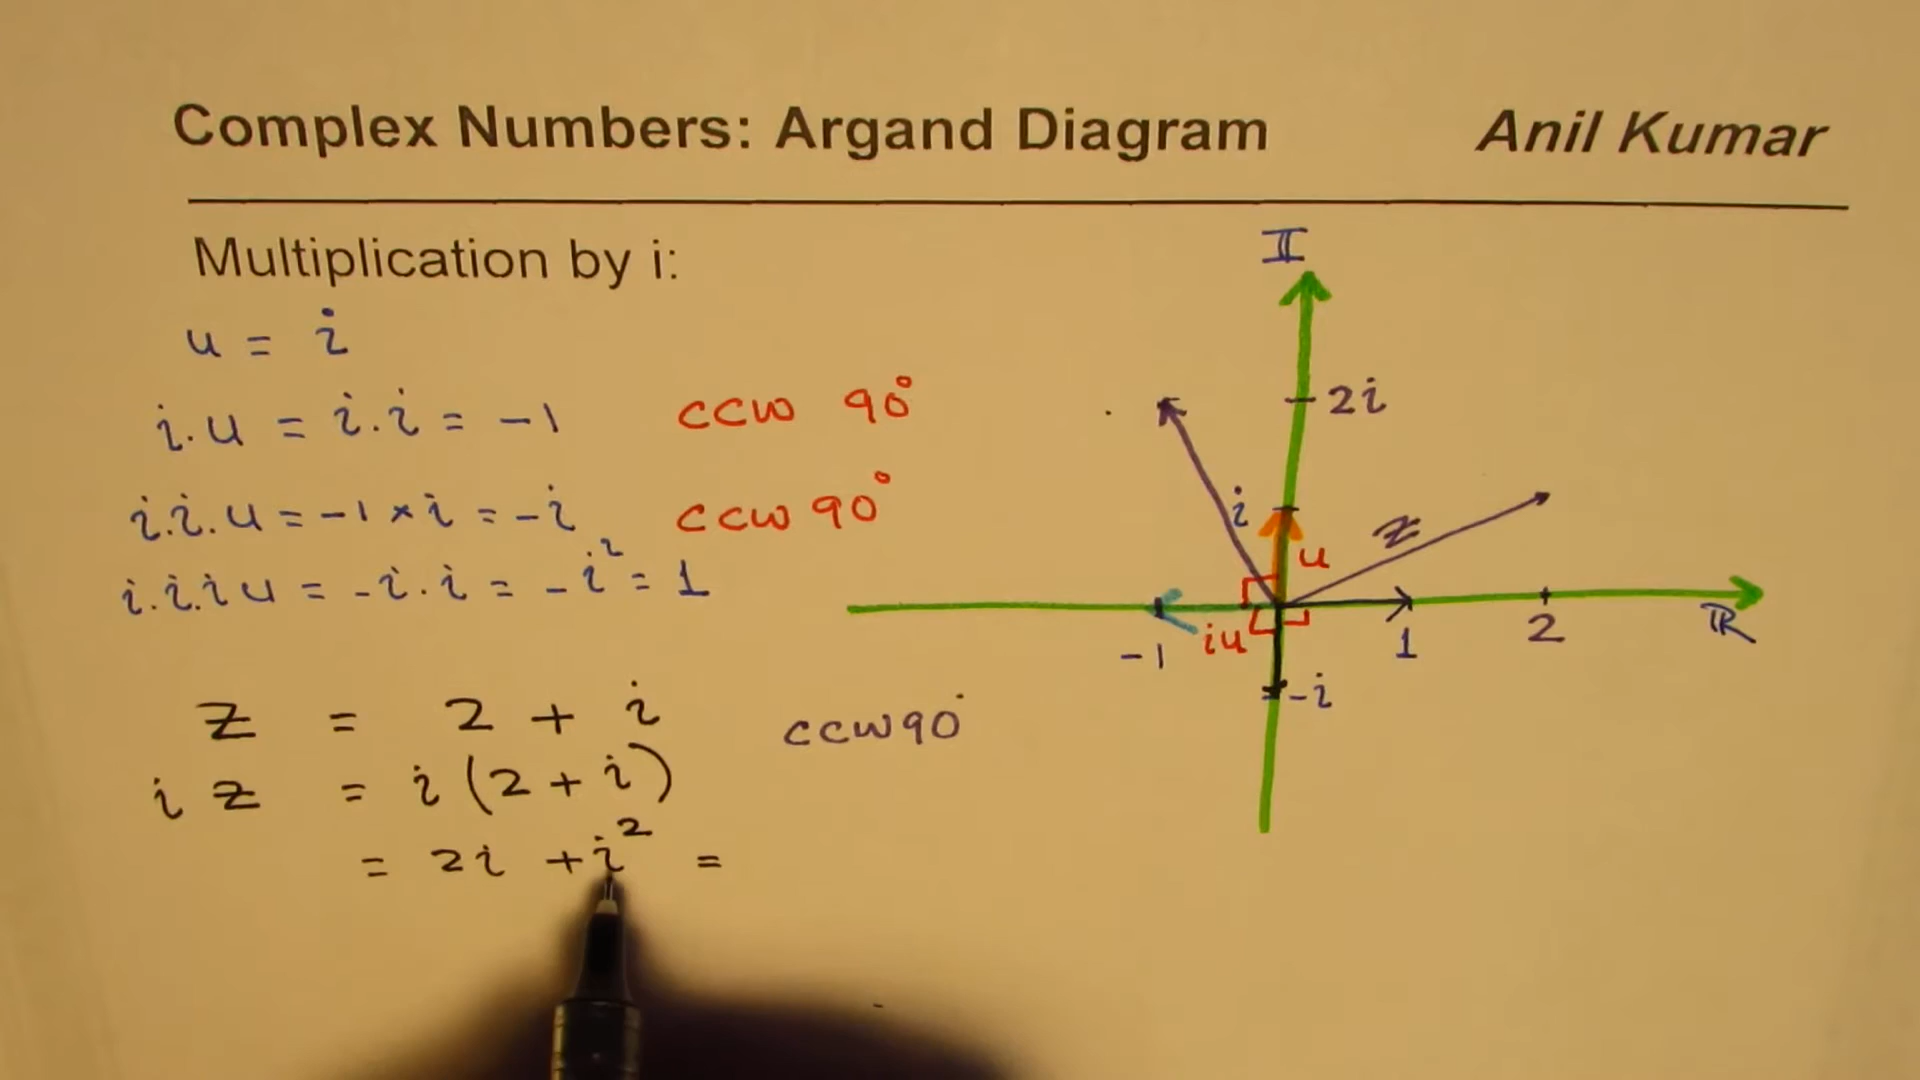 Complex Numbers: Argand Diagram Anil Kumar
Multiplication by i:
u = i
i.u = i.i = -1 ccw 90°
i.i.u = -1 × i = -i ccw 90°
i.i.i u = -i.i = -i² = 1
z = 2 + i ccw 90°
i z = i(2 + i)
= 2i + i² =
II
2i
i
u
z
iu
-1
1
2
R
-i